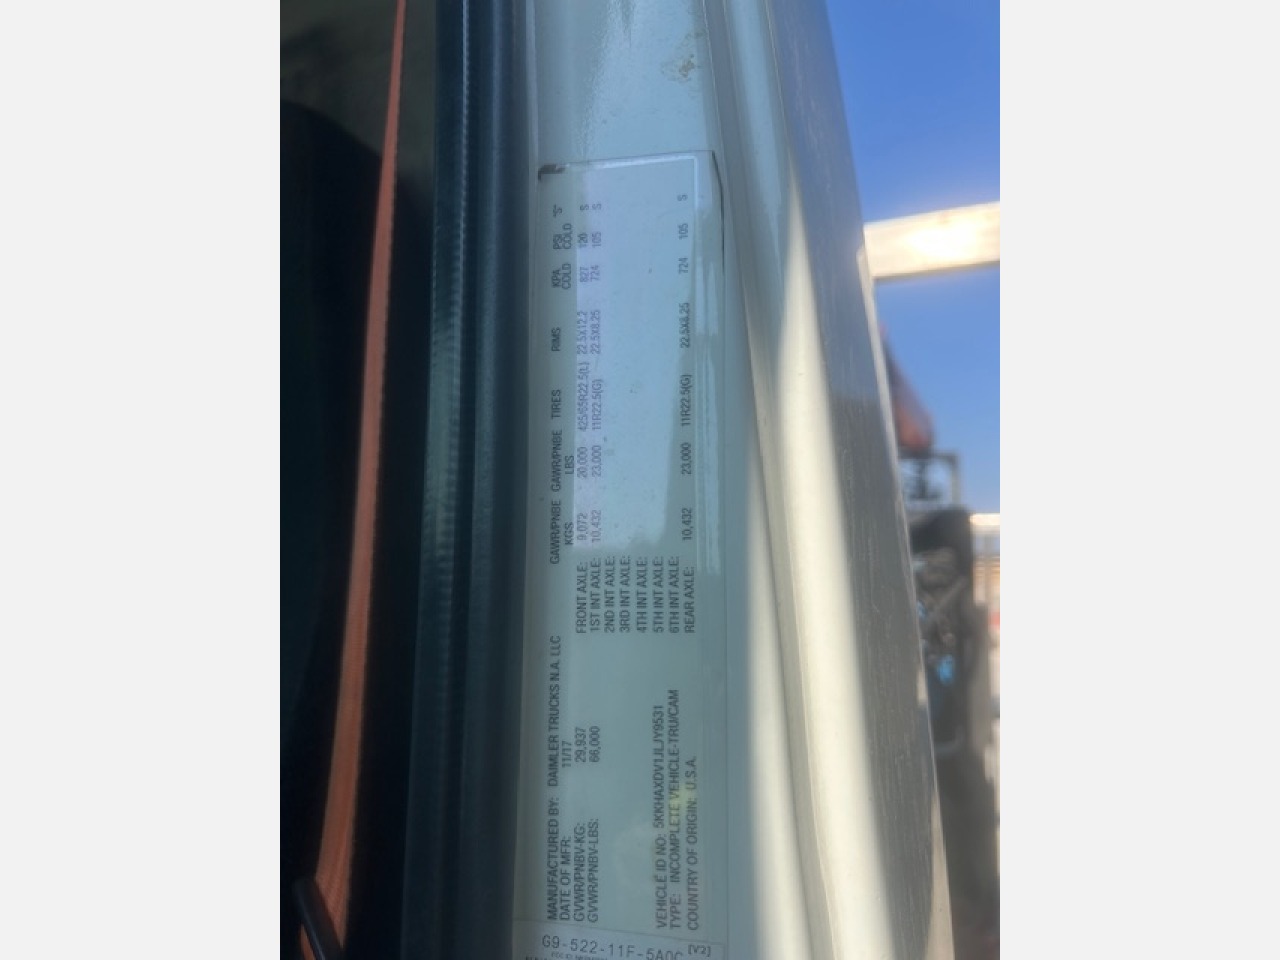 MANUFACTURED BY: DAIMLER TRUCKS N.A. LLC
DATE OF MFR: 11/17
GVWR/PNBV-KG: 29,937
GVWR/PNBV-LBS: 66,000
GAWR/PNBE KGS GAWR/PNBE LBS TIRES RIMS KPA COLD PSI COLD "S"
FRONT AXLE: 9,072 20,000 425/65R22.5(L) 22.5X12.2 827 120 S
1ST INT AXLE: 10,432 23,000 11R22.5(G) 22.5X8.25 724 105 S
2ND INT AXLE:
3RD INT AXLE:
4TH INT AXLE:
5TH INT AXLE:
6TH INT AXLE:
REAR AXLE: 10,432 23,000 11R22.5(G) 22.5X8.25 724 105 S
VEHICLE ID NO: 5KKHAXDV1JLJY9531
TYPE: INCOMPLETE VEHICLE-TRU/CAM
COUNTRY OF ORIGIN: U.S.A.
G9-522-11F-5A0C [V2]